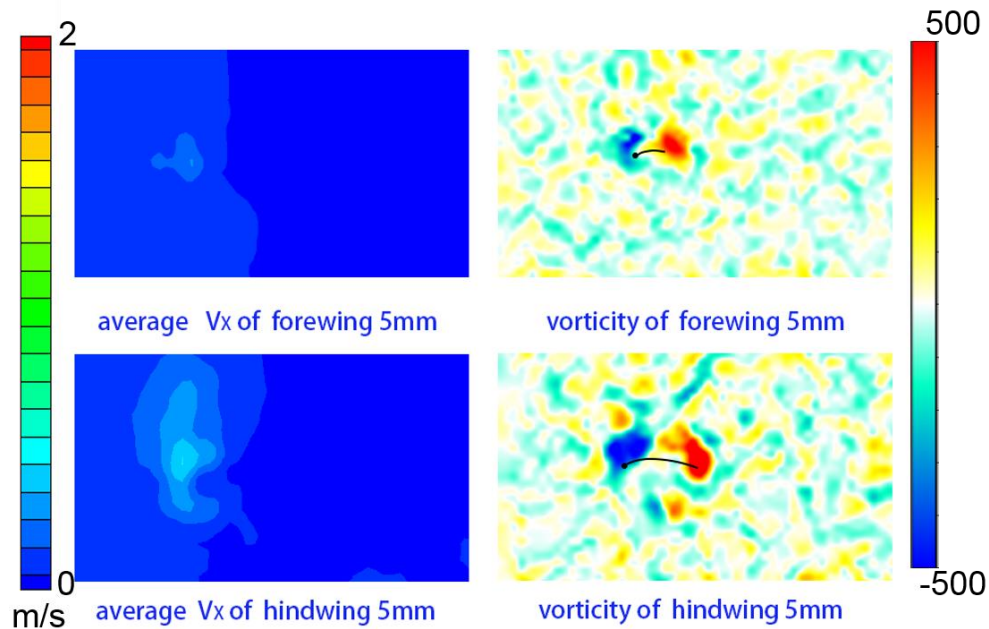 2
500
average Vx of forewing 5mm
vorticity of forewing 5mm
0
-500
m/s
average Vx of hindwing 5mm
vorticity of hindwing 5mm